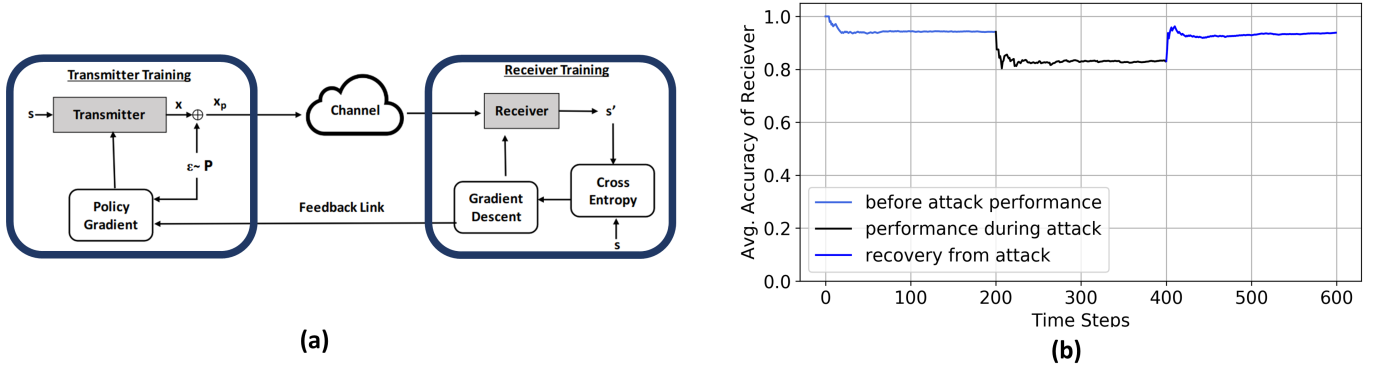 Transmitter Training
s
Transmitter
x
xp
ε~ P
Policy
Gradient
Channel
Feedback Link
Receiver Training
Receiver
s'
Cross
Entropy
Gradient
Descent
s
(a)
Avg. Accuracy of Reciever
1.0
0.8
0.6
0.4
0.2
0.0
before attack performance
performance during attack
recovery from attack
0 100 200 300 400 500 600
Time Steps
(b)